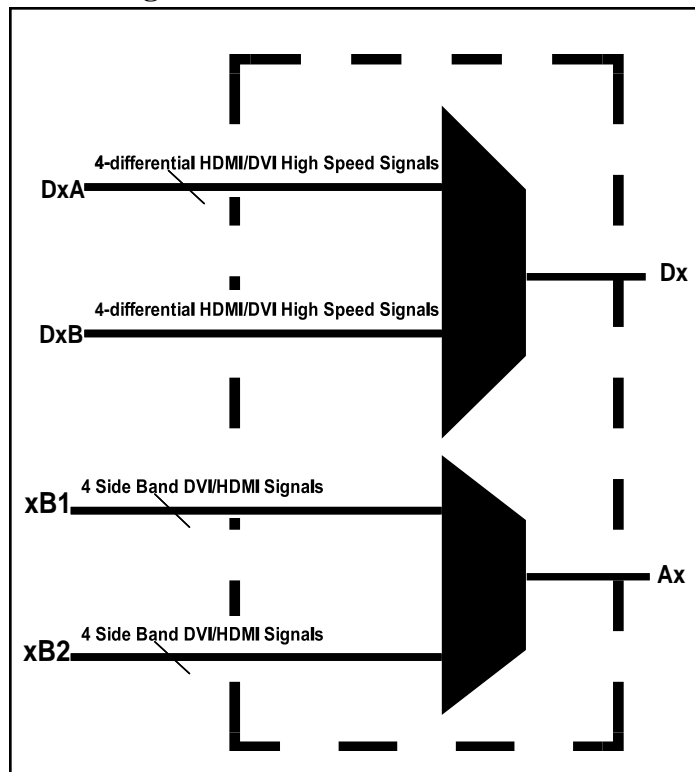 4-differential HDMI/DVI High Speed Signals
DxA
Dx
4-differential HDMI/DVI High Speed Signals
DxB
4 Side Band DVI/HDMI Signals
xB1
Ax
4 Side Band DVI/HDMI Signals
xB2